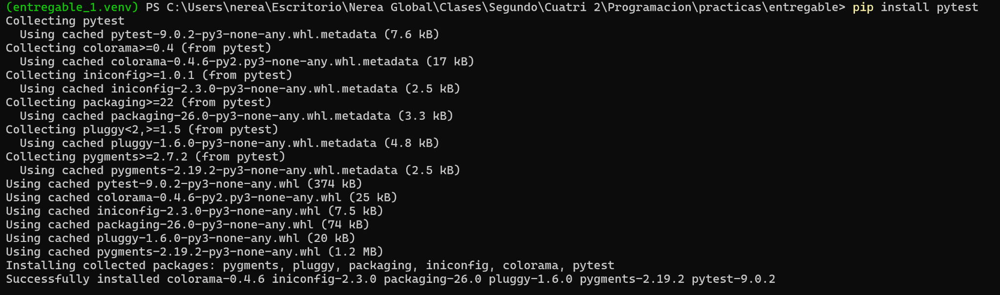 (entregable_1.venv) PS C:\Users\nerea\Escritorio\Nerea Global\Clases\Segundo\Cuatri 2\Programacion\practicas\entregable> pip install pytest
Collecting pytest
  Using cached pytest-9.0.2-py3-none-any.whl.metadata (7.6 kB)
Collecting colorama>=0.4 (from pytest)
  Using cached colorama-0.4.6-py2.py3-none-any.whl.metadata (17 kB)
Collecting iniconfig>=1.0.1 (from pytest)
  Using cached iniconfig-2.3.0-py3-none-any.whl.metadata (2.5 kB)
Collecting packaging>=22 (from pytest)
  Using cached packaging-26.0-py3-none-any.whl.metadata (3.3 kB)
Collecting pluggy<2,>=1.5 (from pytest)
  Using cached pluggy-1.6.0-py3-none-any.whl.metadata (4.8 kB)
Collecting pygments>=2.7.2 (from pytest)
  Using cached pygments-2.19.2-py3-none-any.whl.metadata (2.5 kB)
Using cached pytest-9.0.2-py3-none-any.whl (374 kB)
Using cached colorama-0.4.6-py2.py3-none-any.whl (25 kB)
Using cached iniconfig-2.3.0-py3-none-any.whl (7.5 kB)
Using cached packaging-26.0-py3-none-any.whl (74 kB)
Using cached pluggy-1.6.0-py3-none-any.whl (20 kB)
Using cached pygments-2.19.2-py3-none-any.whl (1.2 MB)
Installing collected packages: pygments, pluggy, packaging, iniconfig, colorama, pytest
Successfully installed colorama-0.4.6 iniconfig-2.3.0 packaging-26.0 pluggy-1.6.0 pygments-2.19.2 pytest-9.0.2